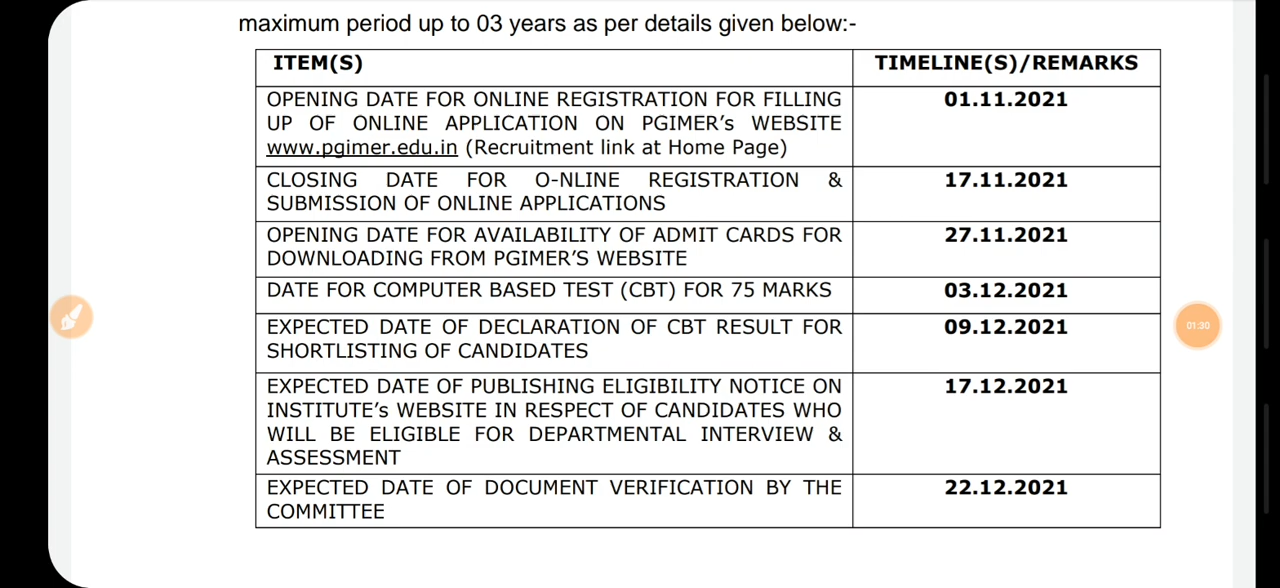 maximum period up to 03 years as per details given below:-
ITEM(S) TIMELINE(S)/REMARKS
OPENING DATE FOR ONLINE REGISTRATION FOR FILLING 01.11.2021
UP OF ONLINE APPLICATION ON PGIMER's WEBSITE
www.pgimer.edu.in (Recruitment link at Home Page)
CLOSING DATE FOR O-NLINE REGISTRATION & 17.11.2021
SUBMISSION OF ONLINE APPLICATIONS
OPENING DATE FOR AVAILABILITY OF ADMIT CARDS FOR 27.11.2021
DOWNLOADING FROM PGIMER'S WEBSITE
DATE FOR COMPUTER BASED TEST (CBT) FOR 75 MARKS 03.12.2021
EXPECTED DATE OF DECLARATION OF CBT RESULT FOR 09.12.2021
SHORTLISTING OF CANDIDATES
EXPECTED DATE OF PUBLISHING ELIGIBILITY NOTICE ON 17.12.2021
INSTITUTE's WEBSITE IN RESPECT OF CANDIDATES WHO
WILL BE ELIGIBLE FOR DEPARTMENTAL INTERVIEW &
ASSESSMENT
EXPECTED DATE OF DOCUMENT VERIFICATION BY THE 22.12.2021
COMMITTEE
01:30